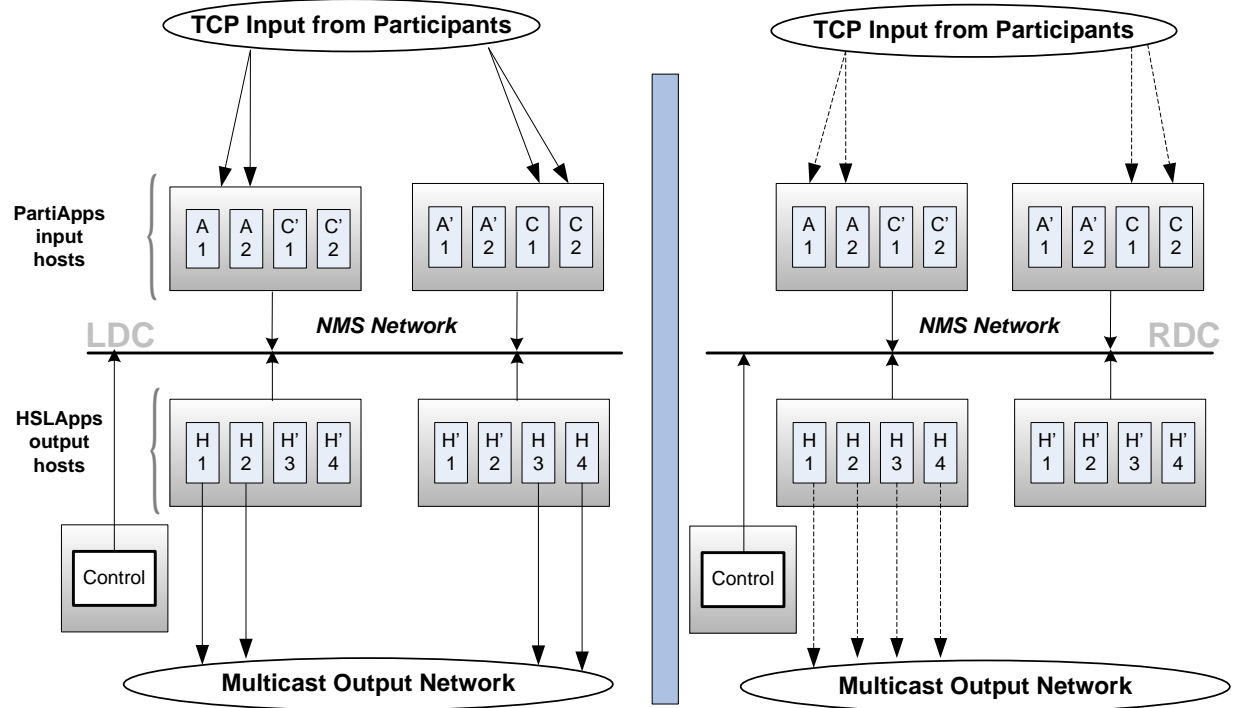 TCP Input from Participants
PartiApps
input
hosts
A 1
A 2
C' 1
C' 2
A' 1
A' 2
C 1
C 2
LDC
NMS Network
HSLApps
output
hosts
H 1
H 2
H' 3
H' 4
H' 1
H' 2
H 3
H 4
Control
Multicast Output Network
TCP Input from Participants
A 1
A 2
C' 1
C' 2
A' 1
A' 2
C 1
C 2
NMS Network
RDC
H 1
H 2
H 3
H 4
H' 1
H' 2
H' 3
H' 4
Control
Multicast Output Network